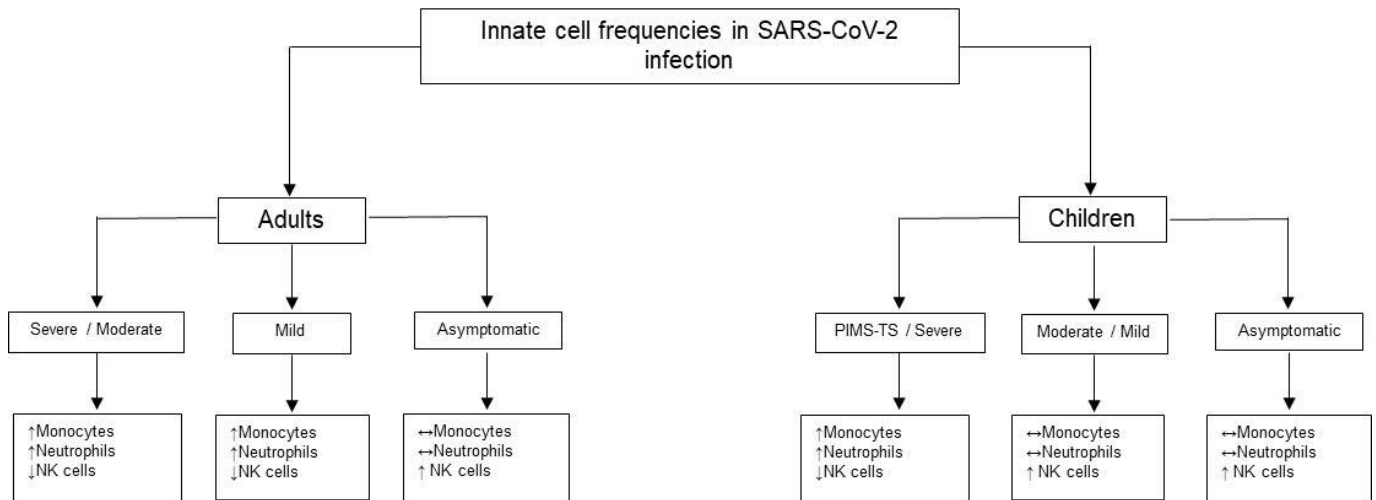 Innate cell frequencies in SARS-CoV-2
infection
Adults
Children
Severe / Moderate
Mild
Asymptomatic
PIMS-TS / Severe
Moderate / Mild
Asymptomatic
↑Monocytes
↑Neutrophils
↓NK cells
↑Monocytes
↑Neutrophils
↓NK cells
↔Monocytes
↔Neutrophils
↑ NK cells
↑Monocytes
↑Neutrophils
↓NK cells
↔Monocytes
↔Neutrophils
↑ NK cells
↔Monocytes
↔Neutrophils
↑ NK cells